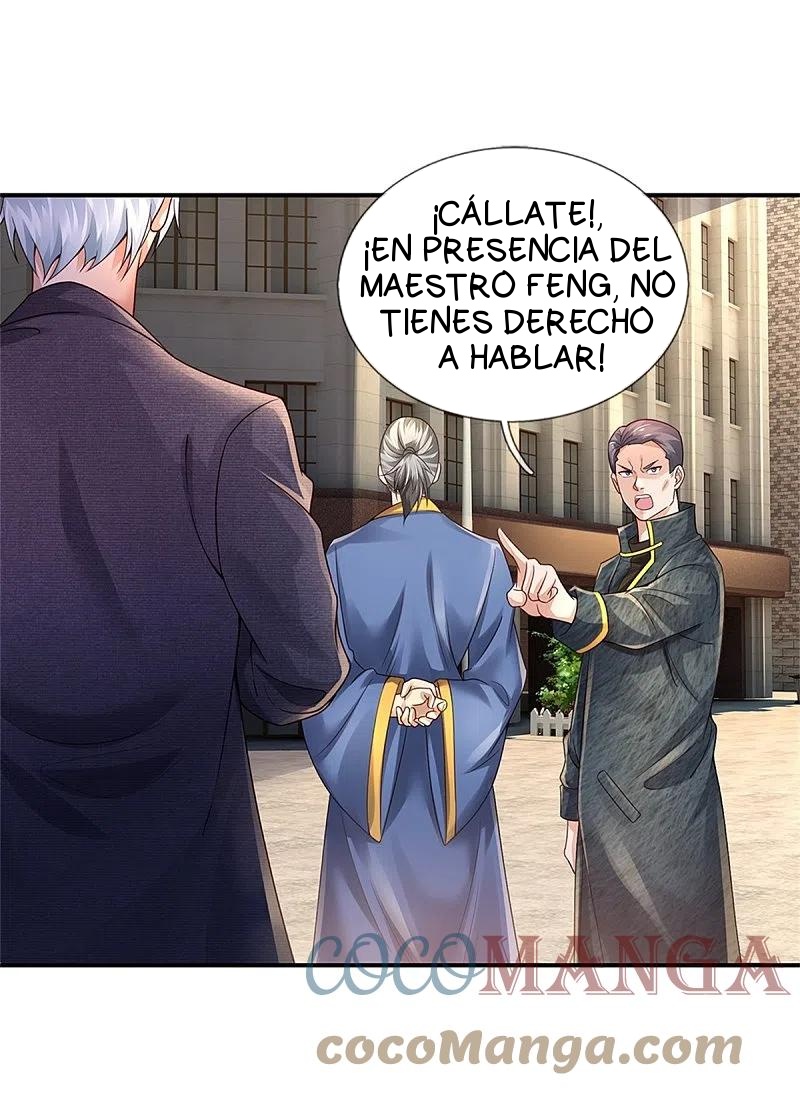 ¡CÁLLATE!,
¡EN PRESENCIA DEL
MAESTRO FENG, NO
TIENES DERECHO
A HABLAR!
COCOMANGA
cocoManga.com